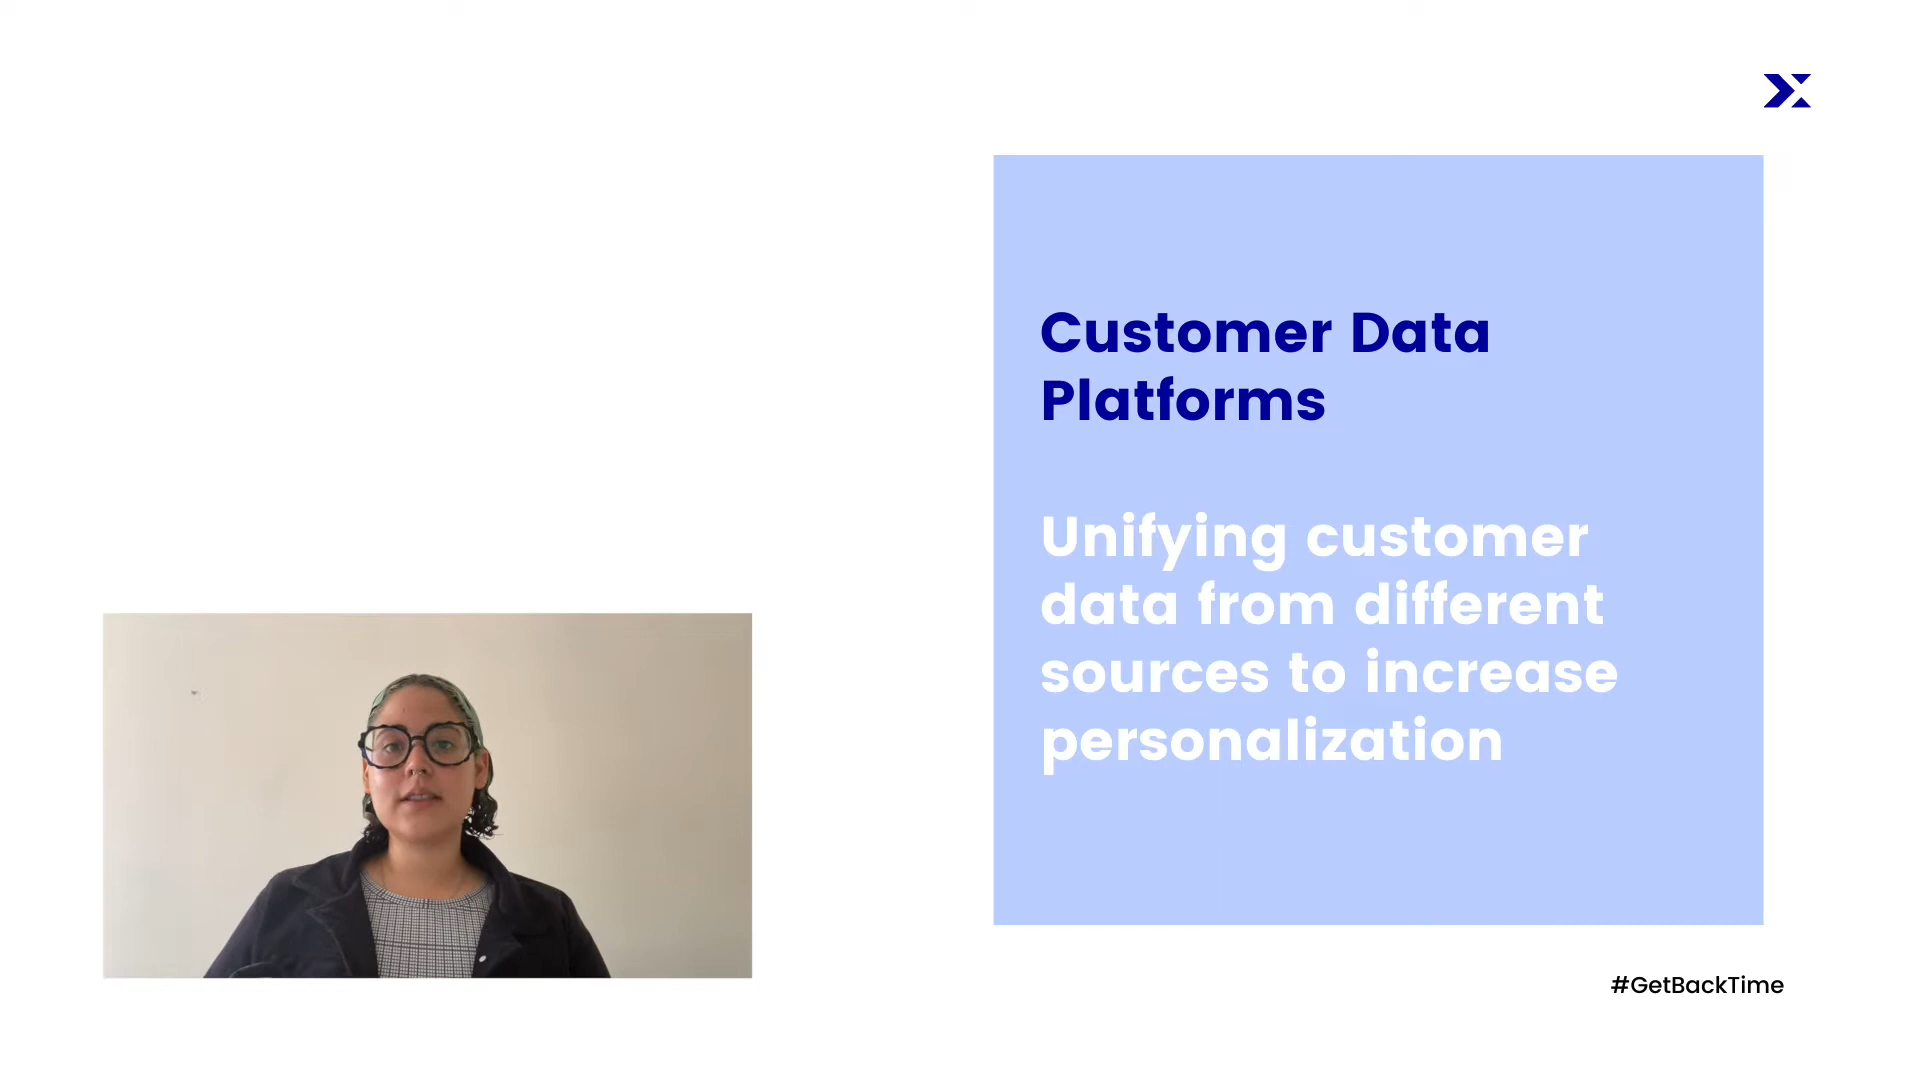 Customer Data
Platforms
Unifying customer
data from different
sources to increase
personalization
#GetBackTime